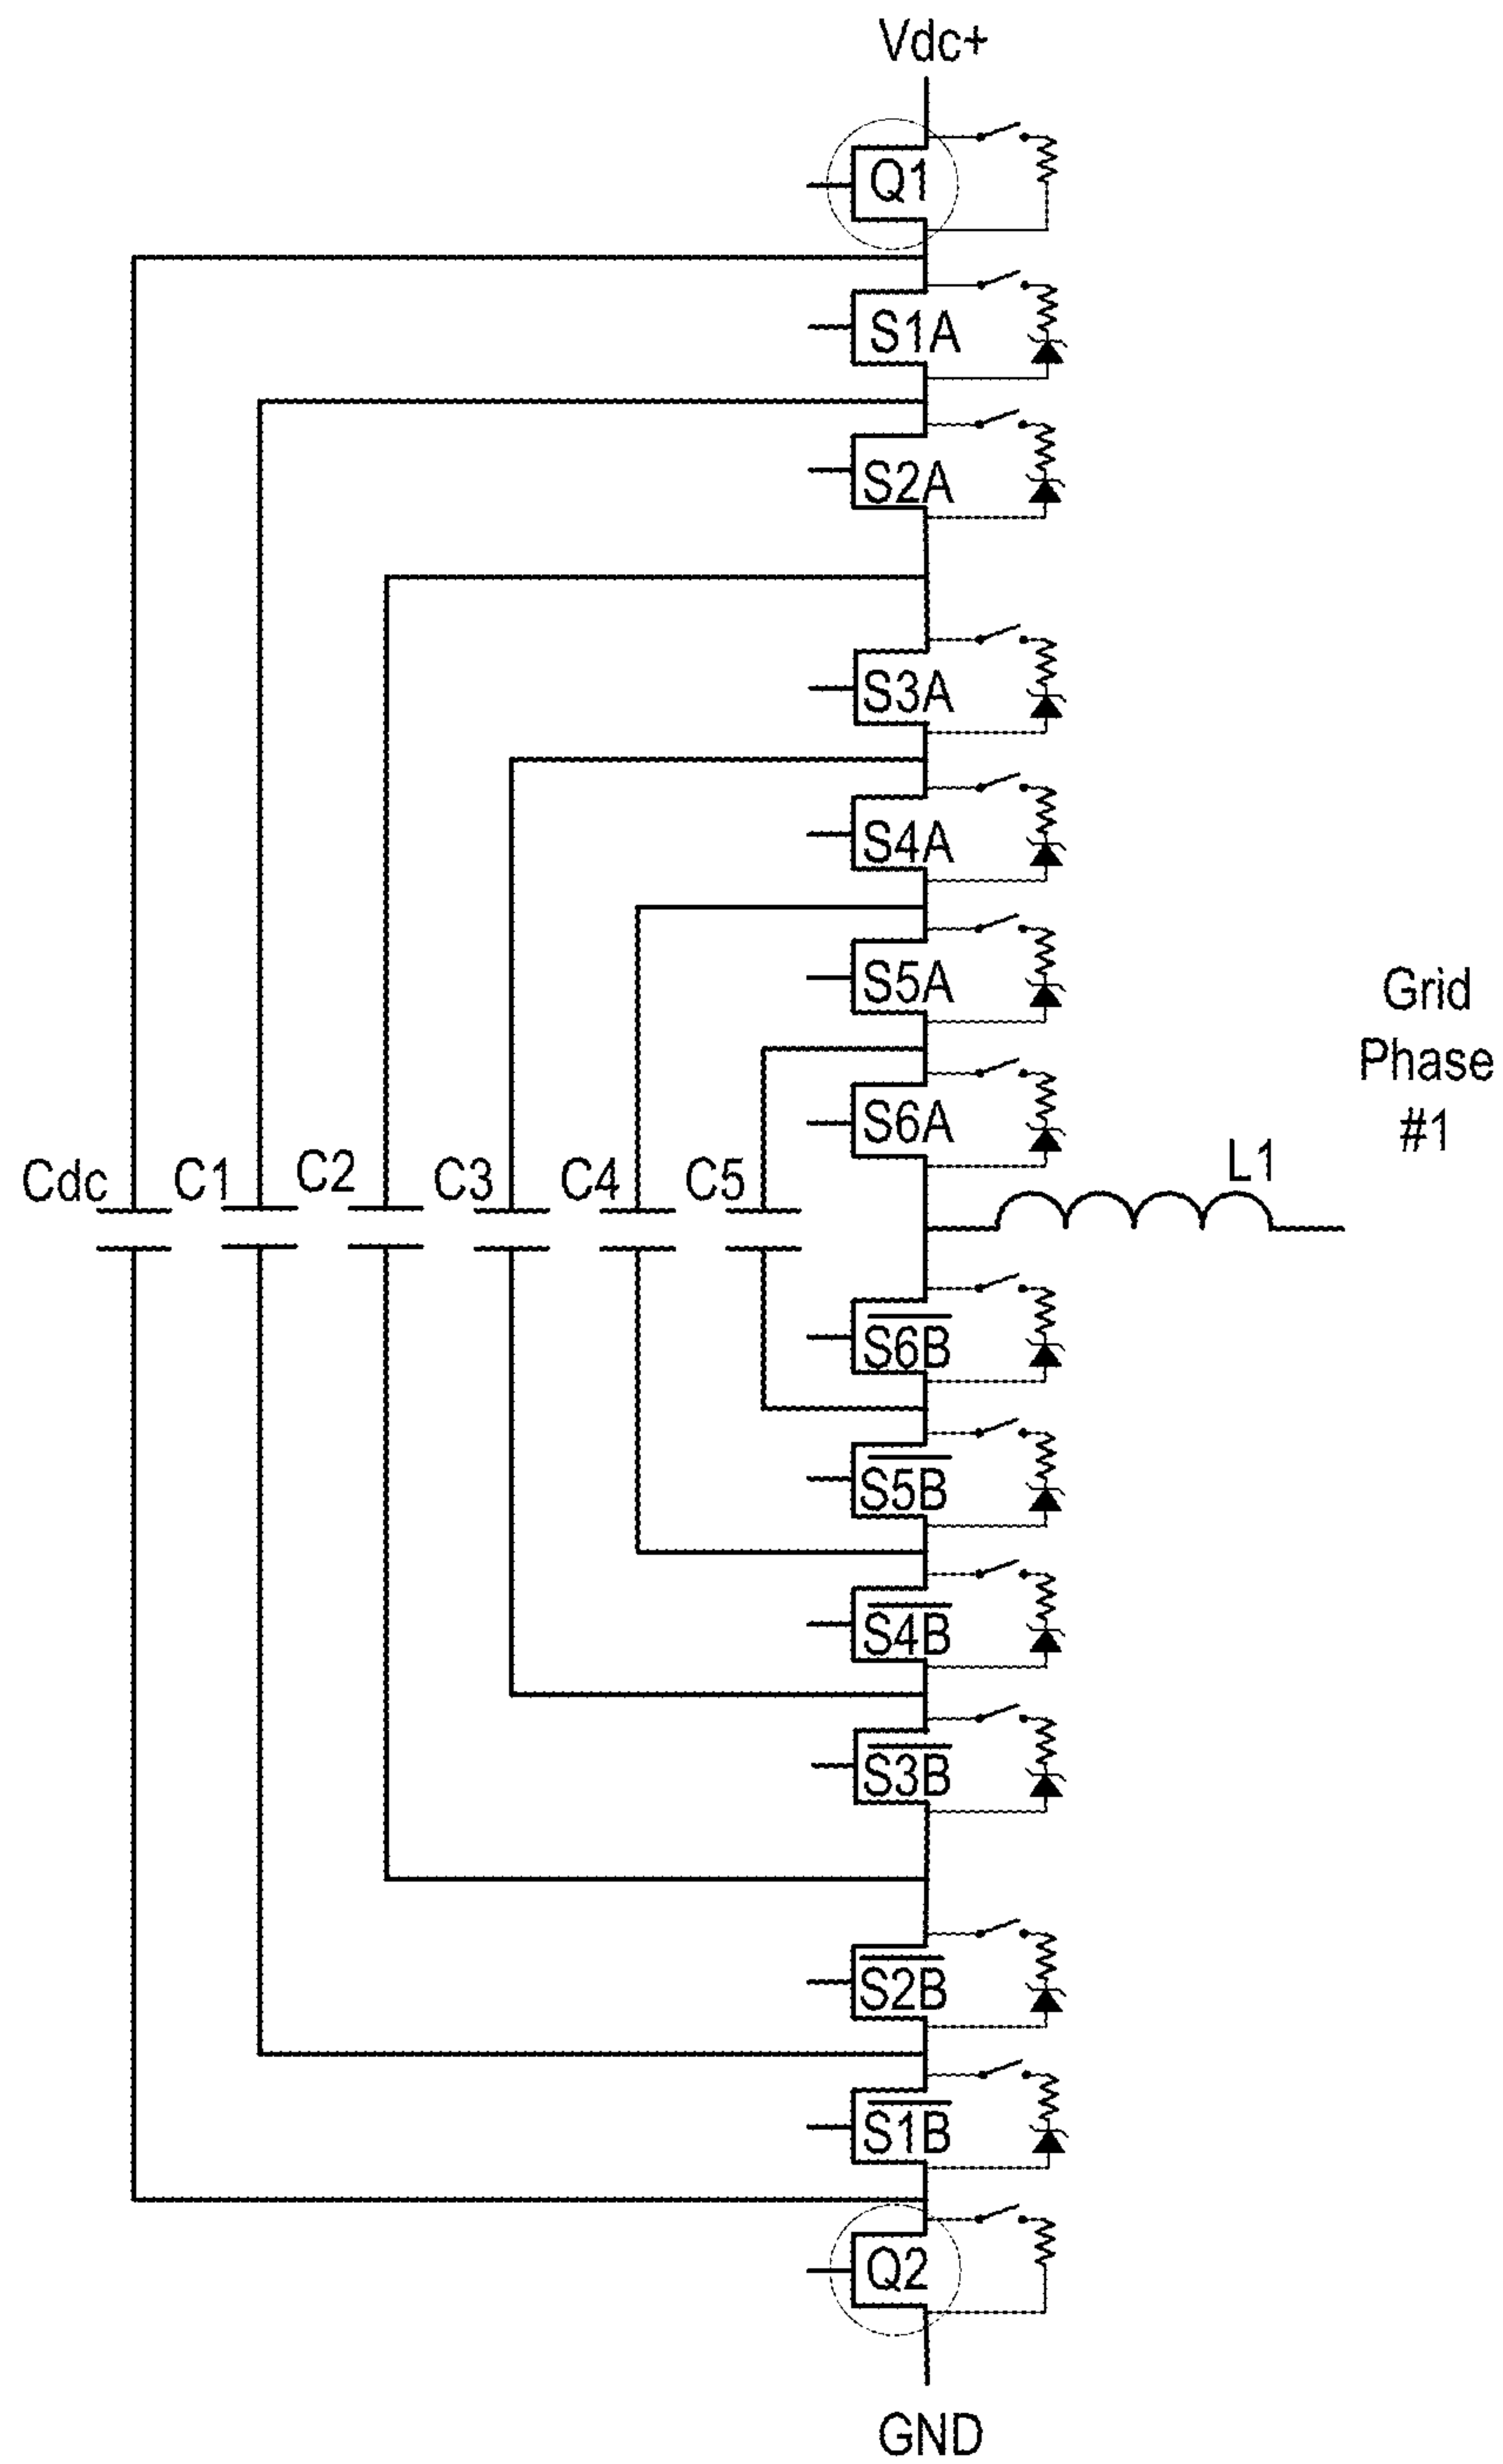 Vdc+
Q1
S1A
S2A
S3A
S4A
S5A
Grid
Phase
#1
S6A
Cdc
C1
C2
C3
C4
C5
L1
S6B
S5B
S4B
S3B
S2B
S1B
Q2
GND